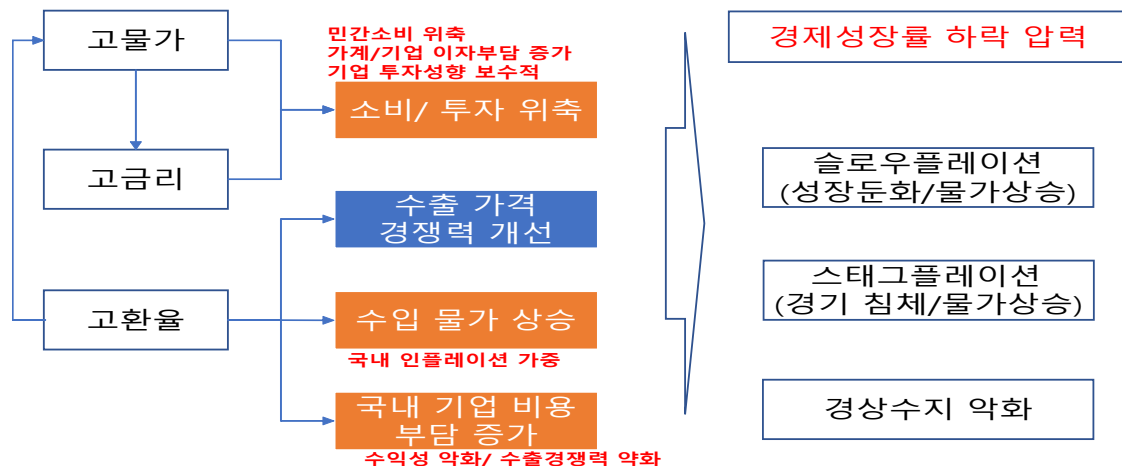 고물가
고금리
고환율
민간소비 위축
가계/기업 이자부담 증가
기업 투자성향 보수적
소비/ 투자 위축
수출 가격
경쟁력 개선
수입 물가 상승
국내 인플레이션 가중
국내 기업 비용
부담 증가
수익성 악화/ 수출경쟁력 약화
경제성장률 하락 압력
슬로우플레이션
(성장둔화/물가상승)
스태그플레이션
(경기 침체/물가상승)
경상수지 악화